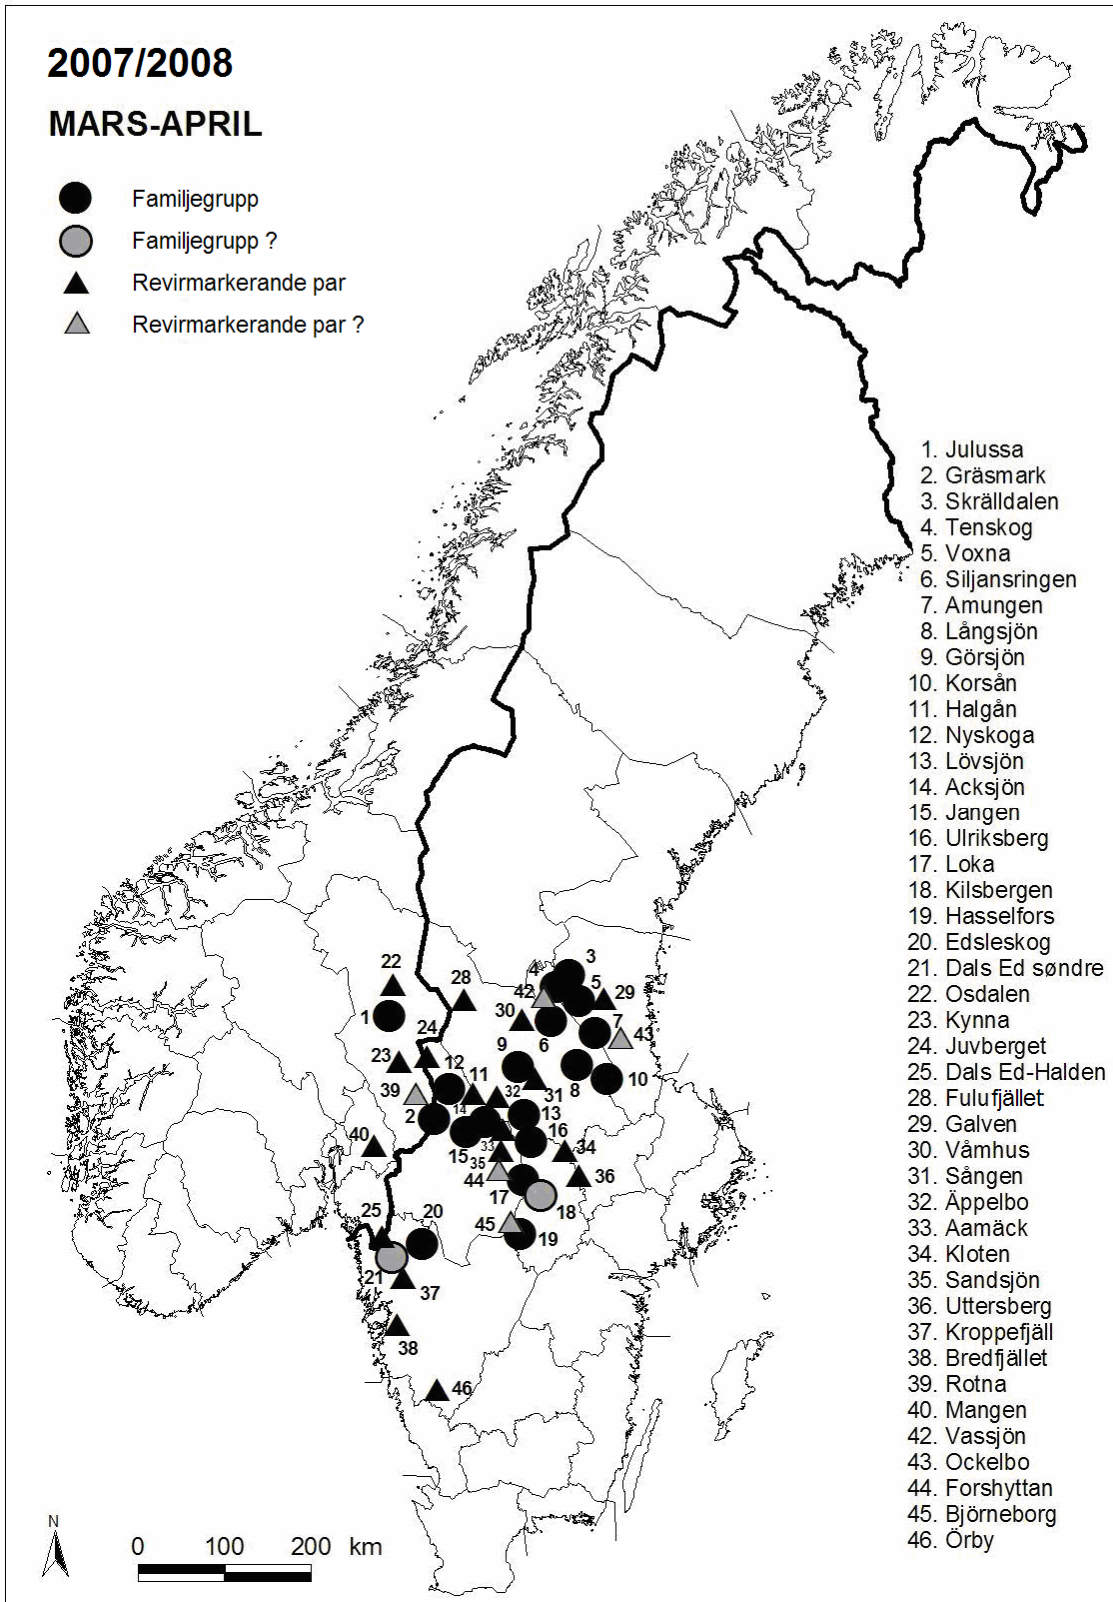 2007/2008
MARS-APRIL
Familjegrupp
Familjegrupp ?
Revirmarkerande par
Revirmarkerande par ?
1. Julussa
2. Gräsmark
3. Skrälldalen
4. Tenskog
5. Voxna
6. Siljansringen
7. Amungen
8. Långsjön
9. Görsjön
10. Korsån
11. Halgån
12. Nyskoga
13. Lövsjön
14. Acksjön
15. Jangen
16. Ulriksberg
17. Loka
18. Kilsbergen
19. Hasselfors
20. Edsleskog
21. Dals Ed søndre
22. Osdalen
23. Kynna
24. Juvberget
25. Dals Ed-Halden
28. Fulufjället
29. Galven
30. Våmhus
31. Sången
32. Äppelbo
33. Aamäck
34. Kloten
35. Sandsjön
36. Uttersberg
37. Kroppefjäll
38. Bredfjället
39. Rotna
40. Mangen
42. Vassjön
43. Ockelbo
44. Forshyttan
45. Björneborg
46. Örby
3
22
4
28
42
5
29
1
30
7
43
24
6
9
23
12
11
8
10
39
32
31
14
2
13
16
40
15
33
34
35
44
36
17
18
25
20
45
19
21
37
38
46
N
0 100 200 km